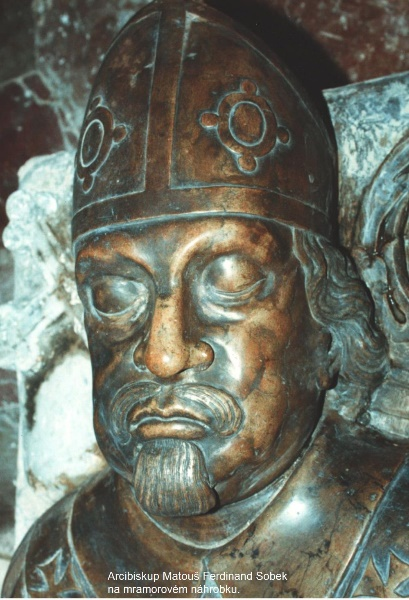 Arcibiskup Matouš Ferdinand Sobek
na mramorovém náhrobku.